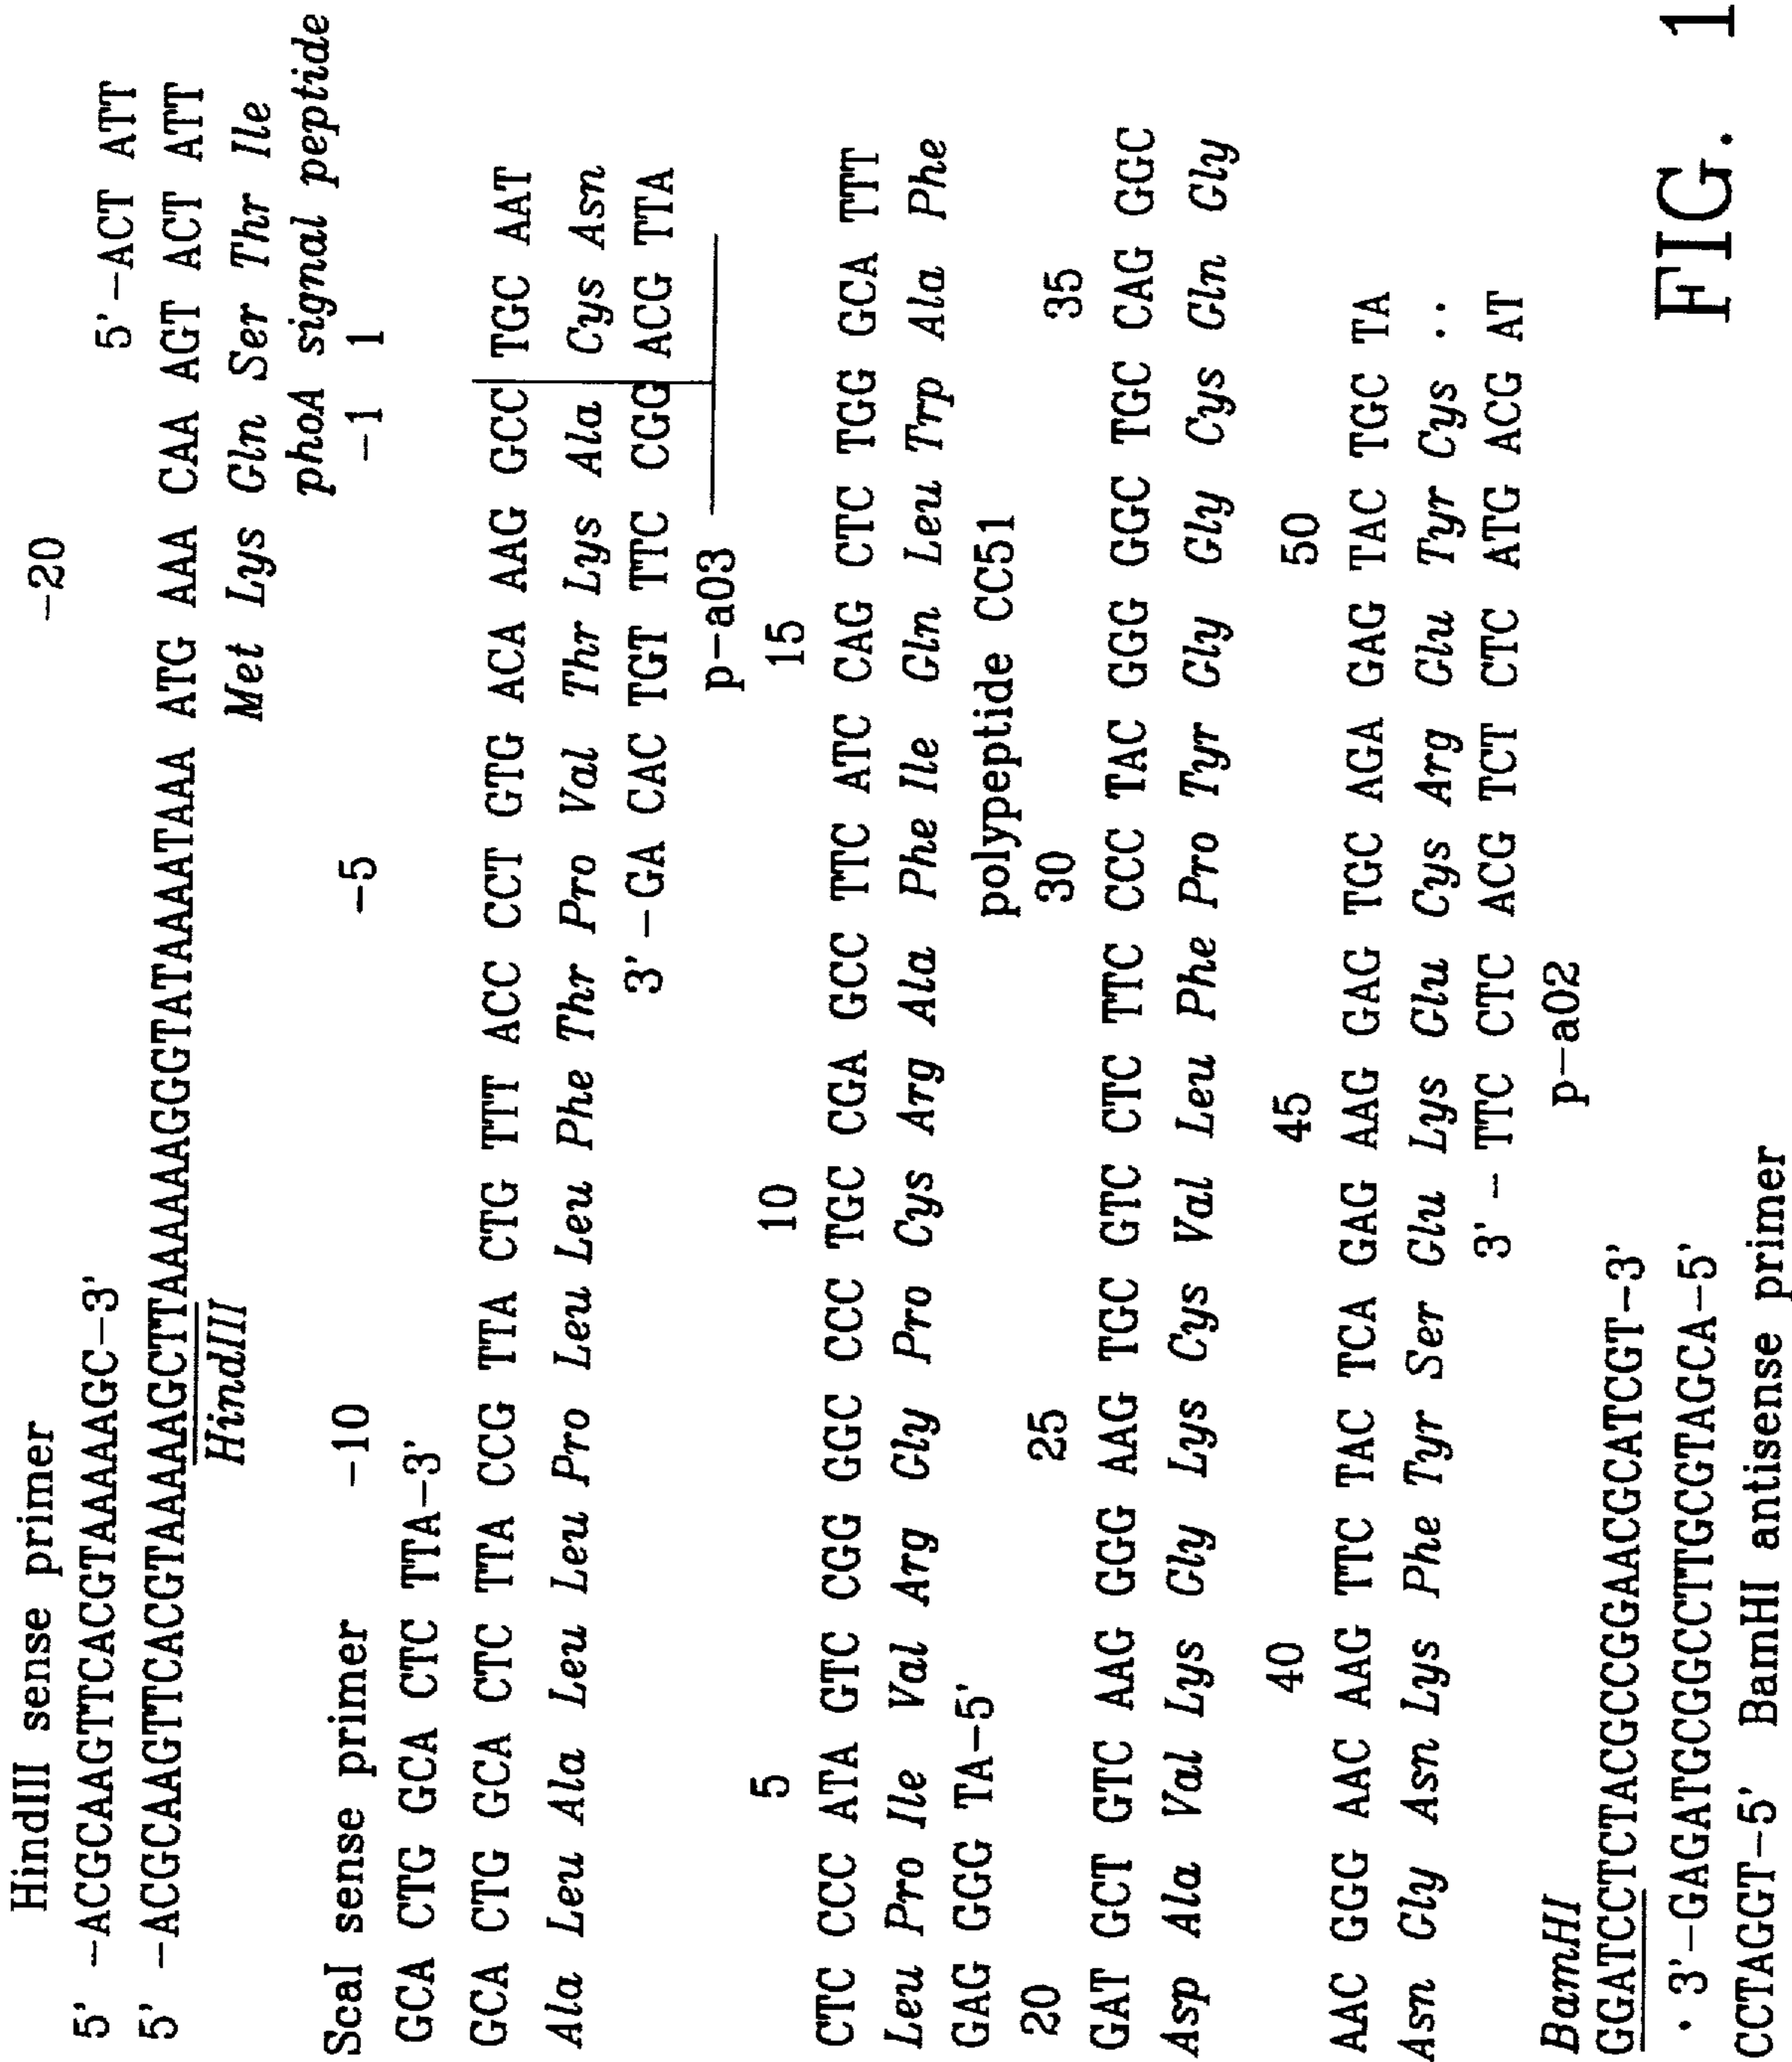 HindIII sense primer -20
5' -ACGCAAGTTCACGTAAAAAGC-3' 5'-ACT ATT
5' -ACGCAAGTTCACGTAAAAAGCTTAAAAAAGGGTATAAAATAAA ATG AAA CAA AGT ACT ATT
HindIII Met Lys Gln Ser Thr Ile
phoA signal peptide
ScaI sense primer -10 -5 -1 1
GCA CTG GCA CTC TTA-3'
GCA CTG GCA CTC TTA CCG TTA CTG TTT ACC CCT GTG ACA AAG GCC TGC AAT
Ala Leu Ala Leu Leu Pro Leu Leu Phe Thr Pro Val Thr Lys Ala Cys Asn
3' -GA CAC TGT TTC CGG ACG TTA
p-a03
5 10 15
CTC CCC ATA GTC CGG GGC CCC TGC CGA GCC TTC ATC CAG CTC TGG GCA TTT
Leu Pro Ile Val Arg Gly Pro Cys Arg Ala Phe Ile Gln Leu Trp Ala Phe
GAG GGG TA-5' polypeptide CC51
20 25 30 35
GAT GCT GTC AAG GGG AAG TGC GTC CTC TTC CCC TAC GGG GGC TGC CAG GGC
Asp Ala Val Lys Gly Lys Cys Val Leu Phe Pro Tyr Gly Gly Cys Gln Gly
40 45 50
AAC GGG AAC AAG TTC TAC TCA GAG AAG GAG TGC AGA GAG TAC TGC TA
Asn Gly Asn Lys Phe Tyr Ser Glu Lys Glu Cys Arg Glu Tyr Cys ..
3' - TTC CTC ACG TCT CTC ATG ACG AT
p-a02
BamHI
GGATCCTCTACGCCGGAACGCATCGT-3'
· 3'-GAGATGCGGCCTTGCGTAGCA-5'
CCTAGGT-5' BamHI antisense primer
FIG. 1